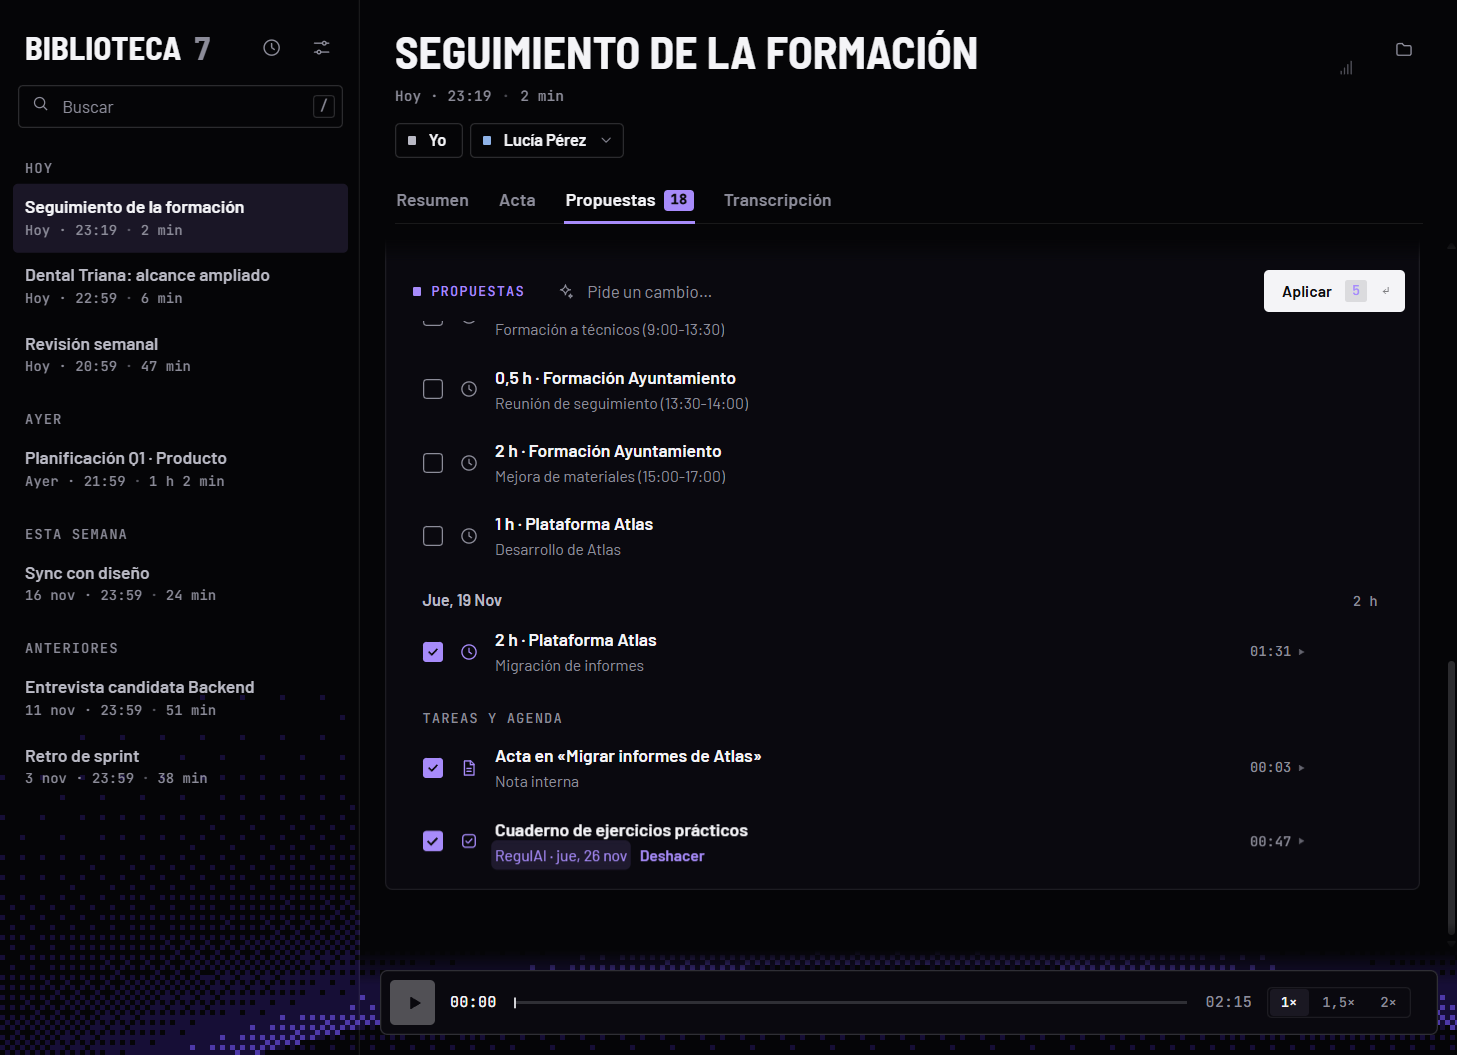 BIBLIOTECA 7
Buscar /
HOY
Seguimiento de la formación
Hoy · 23:19 · 2 min
Dental Triana: alcance ampliado
Hoy · 22:59 · 6 min
Revisión semanal
Hoy · 20:59 · 47 min
AYER
Planificación Q1 · Producto
Ayer · 21:59 · 1 h 2 min
ESTA SEMANA
Sync con diseño
16 nov · 23:59 · 24 min
ANTERIORES
Entrevista candidata Backend
11 nov · 23:59 · 51 min
Retro de sprint
3 nov · 23:59 · 38 min
SEGUIMIENTO DE LA FORMACIÓN
Hoy · 23:19 · 2 min
Yo Lucía Pérez
Resumen Acta Propuestas 18 Transcripción
PROPUESTAS Pide un cambio... Aplicar 5
Formación a técnicos (9:00-13:30)
0,5 h · Formación Ayuntamiento
Reunión de seguimiento (13:30-14:00)
2 h · Formación Ayuntamiento
Mejora de materiales (15:00-17:00)
1 h · Plataforma Atlas
Desarrollo de Atlas
Jue, 19 Nov 2 h
2 h · Plataforma Atlas
Migración de informes
01:31
TAREAS Y AGENDA
Acta en «Migrar informes de Atlas»
Nota interna
00:03
Cuaderno de ejercicios prácticos
RegulAI · jue, 26 nov Deshacer
00:47
00:00 02:15 1× 1,5× 2×